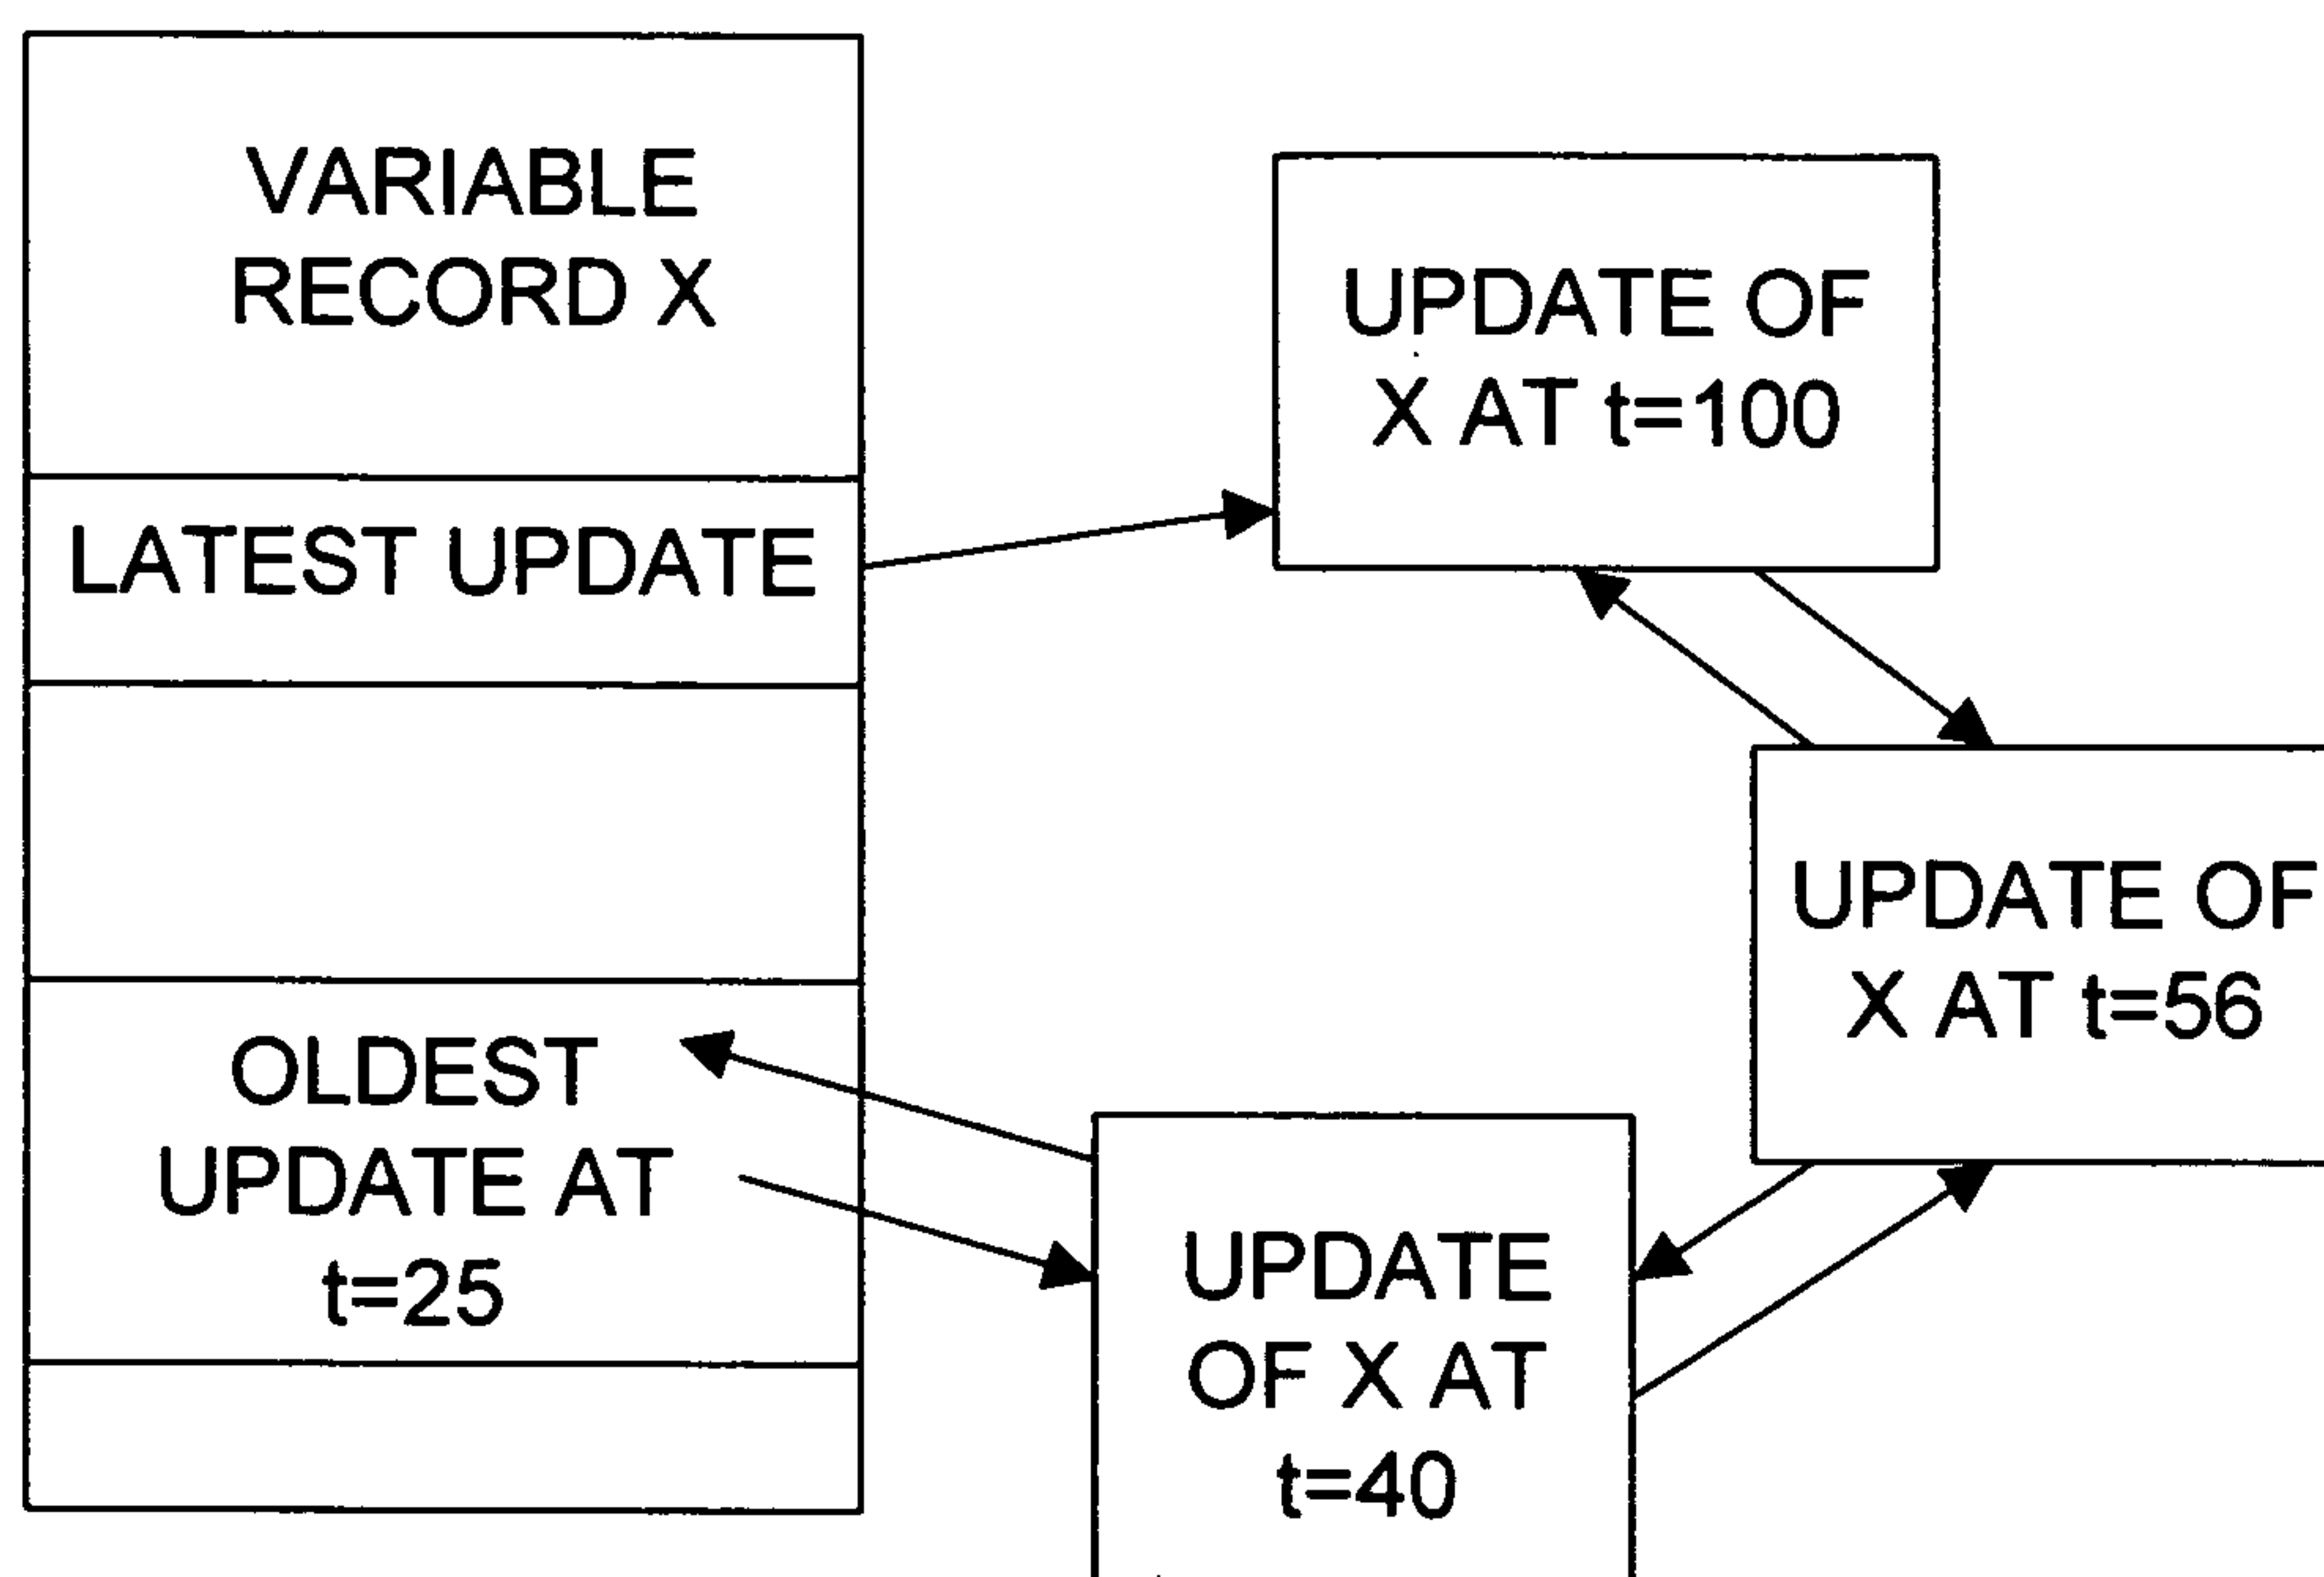 VARIABLE
RECORD X
LATEST UPDATE
OLDEST
UPDATE AT
t=25
UPDATE OF
X AT t=100
UPDATE OF
X AT t=56
UPDATE
OF X AT
t=40